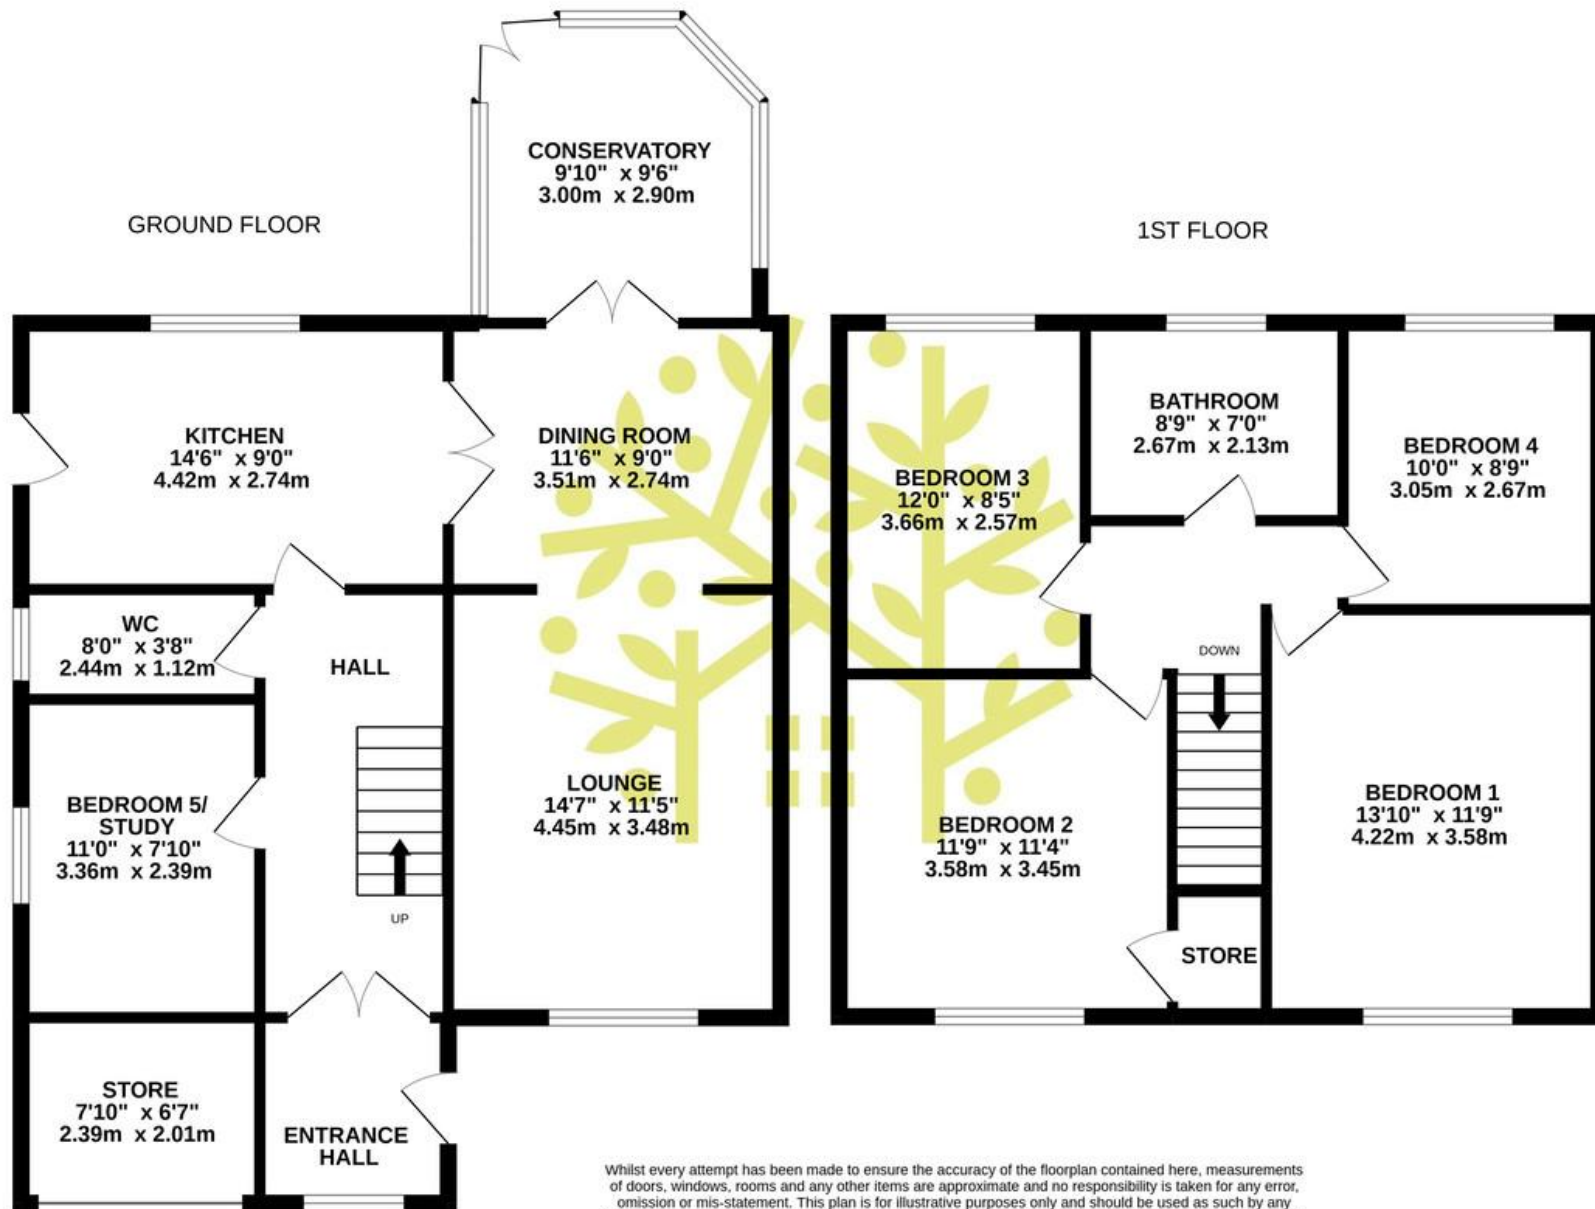 GROUND FLOOR
CONSERVATORY
9'10" x 9'6"
3.00m x 2.90m
KITCHEN
14'6" x 9'0"
4.42m x 2.74m
DINING ROOM
11'6" x 9'0"
3.51m x 2.74m
WC
8'0" x 3'8"
2.44m x 1.12m
HALL
BEDROOM 5/
STUDY
11'0" x 7'10"
3.36m x 2.39m
UP
LOUNGE
14'7" x 11'5"
4.45m x 3.48m
STORE
7'10" x 6'7"
2.39m x 2.01m
ENTRANCE
HALL
1ST FLOOR
BEDROOM 3
12'0" x 8'5"
3.66m x 2.57m
BATHROOM
8'9" x 7'0"
2.67m x 2.13m
BEDROOM 4
10'0" x 8'9"
3.05m x 2.67m
DOWN
BEDROOM 2
11'9" x 11'4"
3.58m x 3.45m
BEDROOM 1
13'10" x 11'9"
4.22m x 3.58m
STORE
Whilst every attempt has been made to ensure the accuracy of the floorplan contained here, measurements
of doors, windows, rooms and any other items are approximate and no responsibility is taken for any error,
omission or mis-statement. This plan is for illustrative purposes only and should be used as such by any